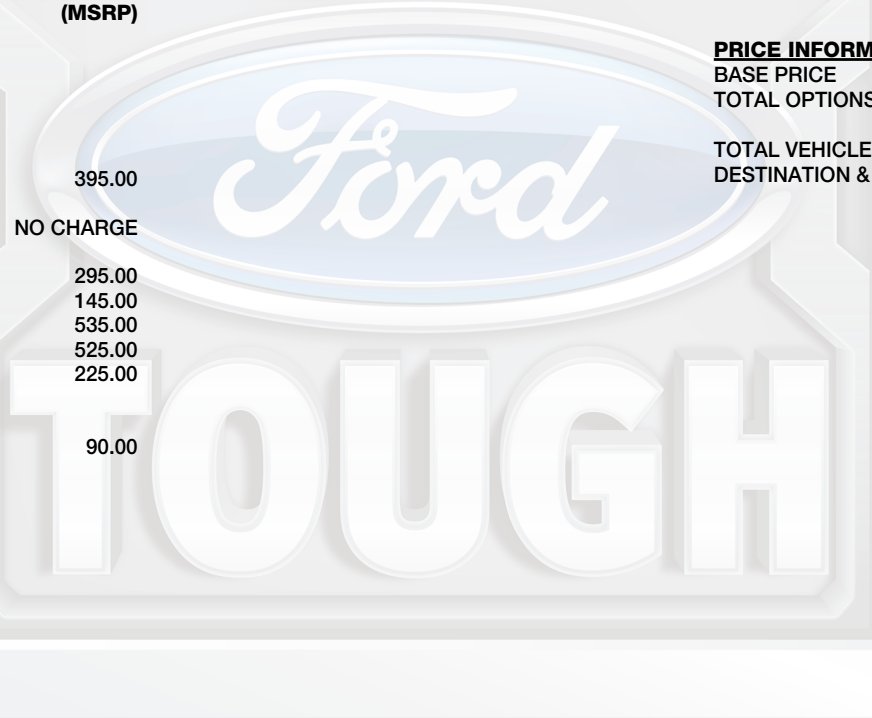 (MSRP)
PRICE INFORM
BASE PRICE
TOTAL OPTIONS
TOTAL VEHICLE
DESTINATION &
395.00
NO CHARGE
295.00
145.00
535.00
525.00
225.00
90.00
Ford
TOUGH